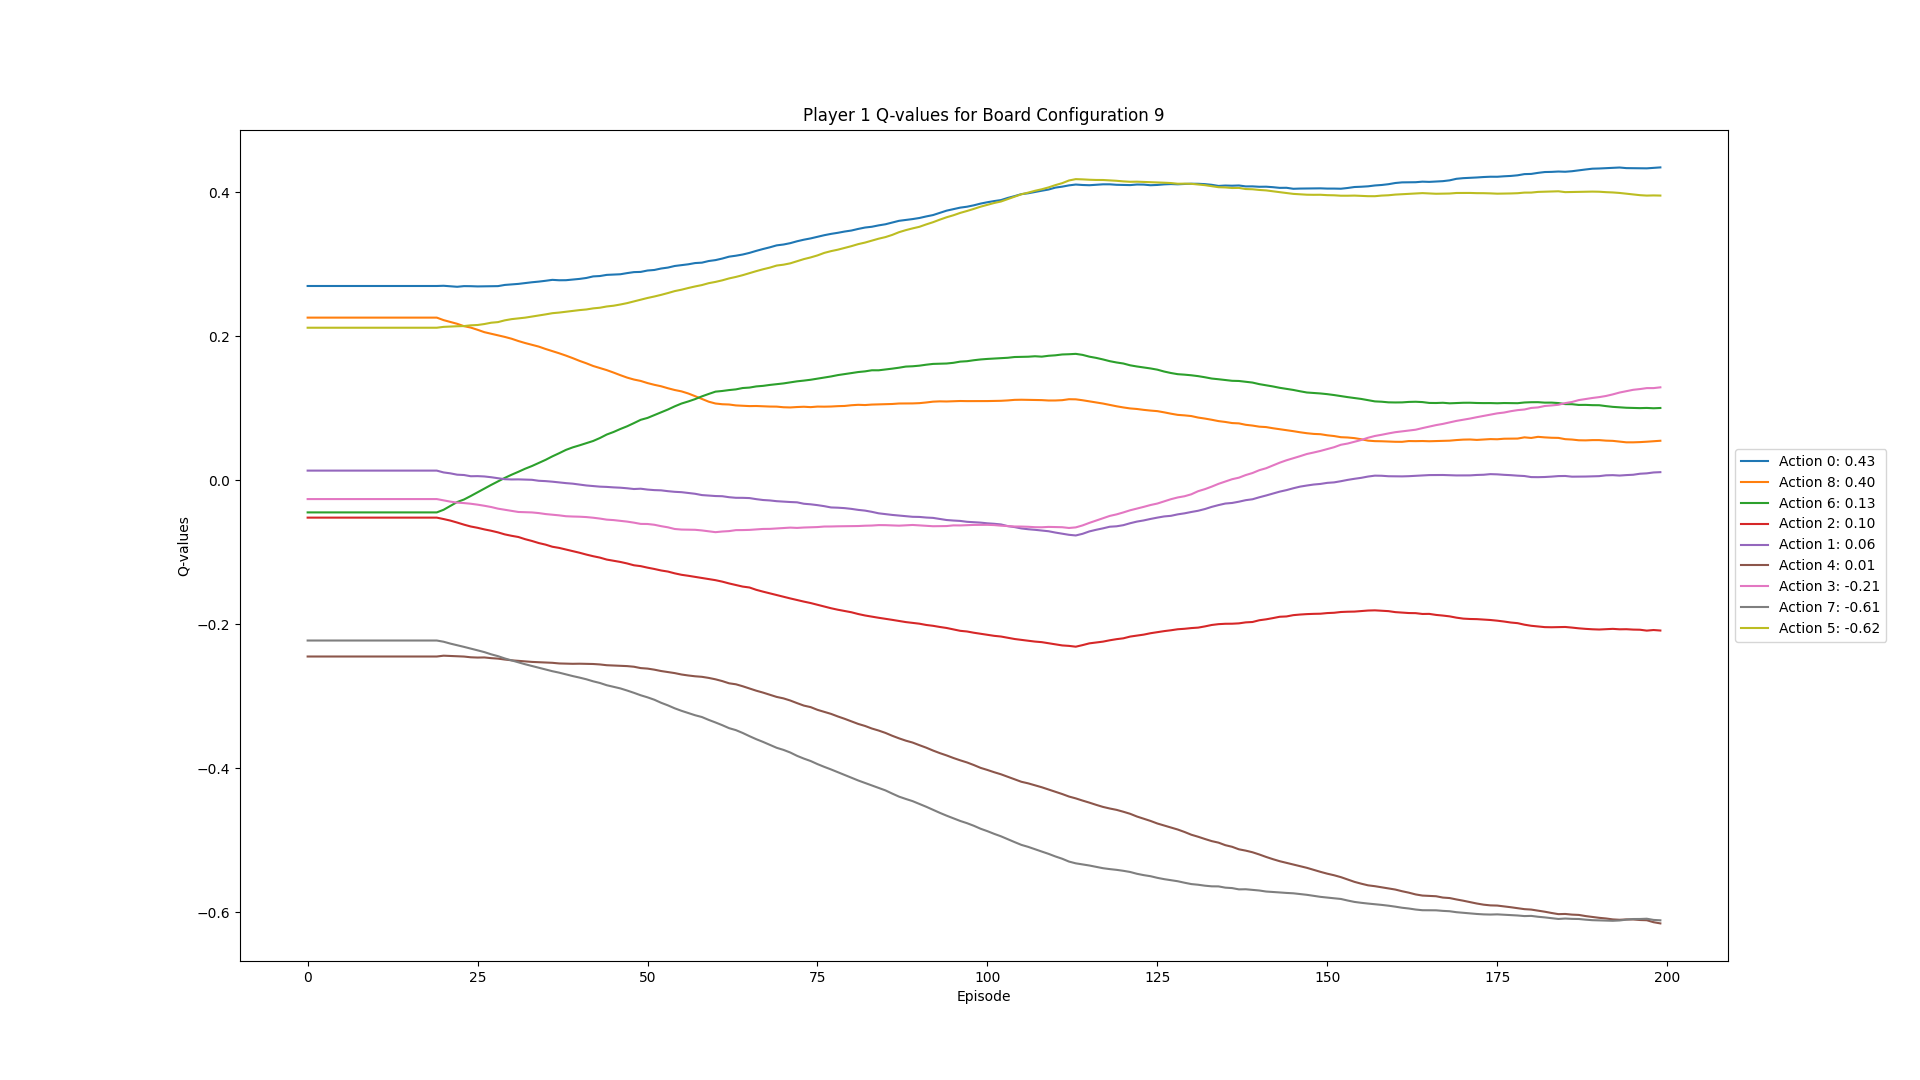 Player 1 Q-values for Board Configuration 9
0.4
0.2
0.0
−0.2
−0.4
−0.6
Q-values
0 25 50 75 100 125 150 175 200
Episode
Action 0: 0.43
Action 8: 0.40
Action 6: 0.13
Action 2: 0.10
Action 1: 0.06
Action 4: 0.01
Action 3: -0.21
Action 7: -0.61
Action 5: -0.62